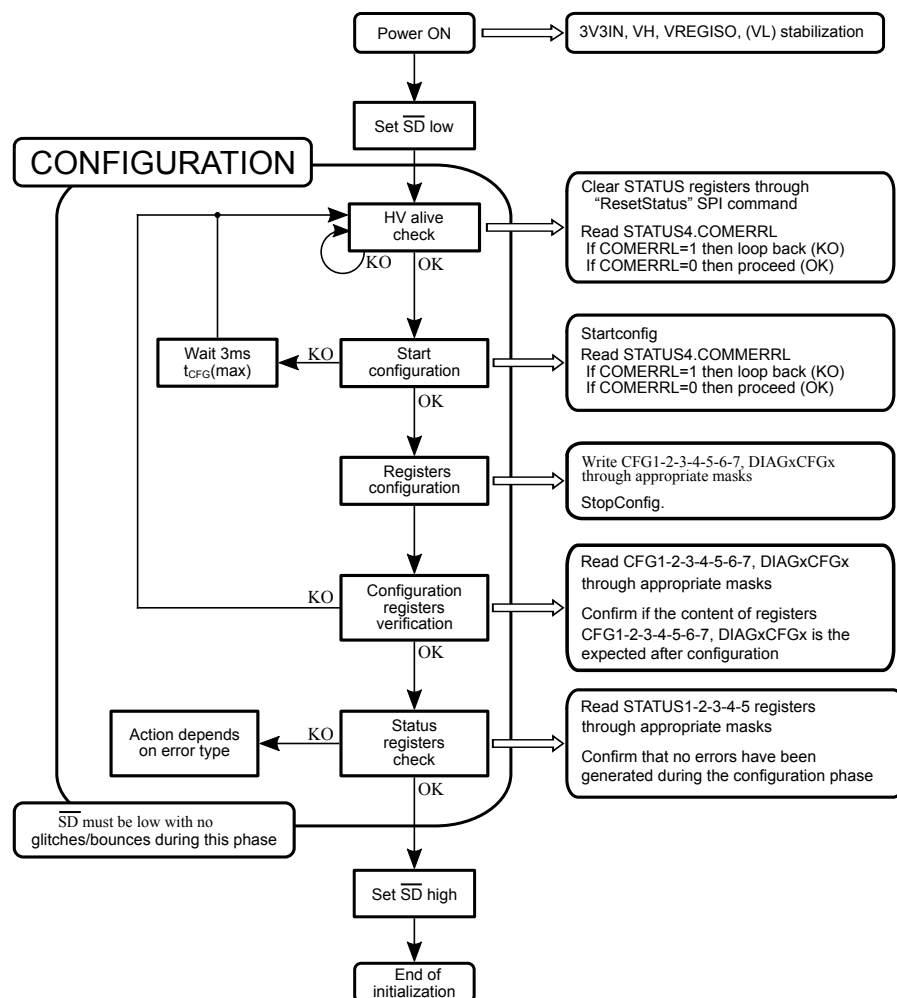 Power ON
3V3IN, VH, VREGISO, (VL) stabilization
Set SD low
CONFIGURATION
HV alive
check
KO
OK
Clear STATUS registers through
“ResetStatus” SPI command
Read STATUS4.COMERRL
If COMERRL=1 then loop back (KO)
If COMERRL=0 then proceed (OK)
Wait 3ms
tCFG(max)
KO
Start
configuration
OK
Startconfig
Read STATUS4.COMMERRL
If COMERRL=1 then loop back (KO)
If COMERRL=0 then proceed (OK)
Registers
configuration
Write CFG1-2-3-4-5-6-7, DIAGxCFGx
through appropriate masks
StopConfig.
KO
Configuration
registers
verification
OK
Read CFG1-2-3-4-5-6-7, DIAGxCFGx
through appropriate masks
Confirm if the content of registers
CFG1-2-3-4-5-6-7, DIAGxCFGx is the
expected after configuration
Action depends
on error type
KO
Status
registers
check
OK
Read STATUS1-2-3-4-5 registers
through appropriate masks
Confirm that no errors have been
generated during the configuration phase
SD must be low with no
glitches/bounces during this phase
Set SD high
End of
initialization